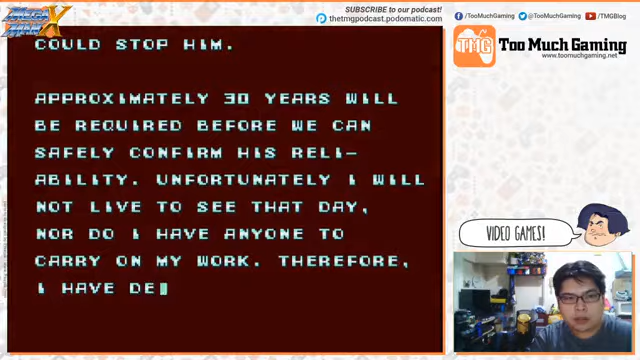 MEGA MAN X
SUBSCRIBE to our podcast!
thetmgpodcast.podomatic.com
/TooMuchGaming
@TooMuchGaming
/TMGBlog
TMG
Too Much Gaming
www.toomuchgaming.net
COULD STOP HIM.
APPROXIMATELY 30 YEARS WILL
BE REQUIRED BEFORE WE CAN
SAFELY CONFIRM HIS RELI-
ABILITY. UNFORTUNATELY I WILL
NOT LIVE TO SEE THAT DAY,
NOR DO I HAVE ANYONE TO
CARRY ON MY WORK. THEREFORE,
I HAVE DE
VIDEO GAMES!